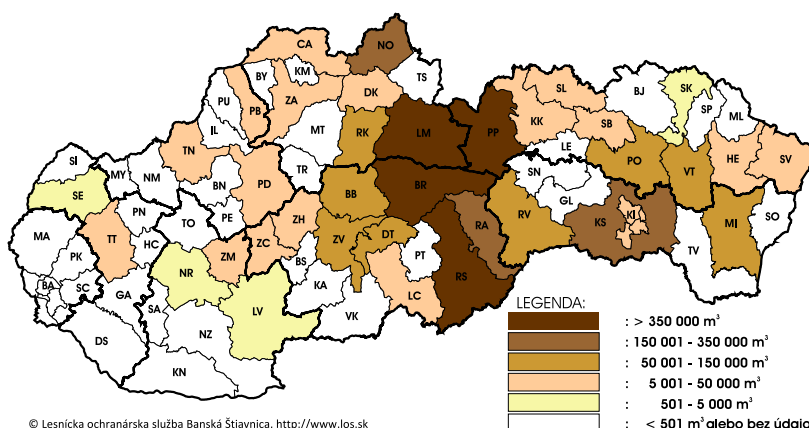 CA
NO
BY
KM
TS
PU
PB
ZA
DK
IL
MT
RK
LM
PP
KK
SL
SB
LE
BJ
SK
SP
ML
HE
SV
PO
VT
TN
SI
MY
NM
BN
PD
TR
SE
PN
TO
PE
BB
BR
SN
GL
RV
KS
KI
MI
SO
TV
MA
TT
HC
ZH
ZC
ZM
ZV
DT
PT
RA
PK
BA
SC
GA
NR
BS
KA
LC
RS
SA
LV
VK
DS
NZ
KN
LEGENDA:
: > 350 000 m³
: 150 001 - 350 000 m³
: 50 001 - 150 000 m³
: 5 001 - 50 000 m³
: 501 - 5 000 m³
: < 501 m³ alebo bez údajo
© Lesnícka ochranárska služba Banská Štiavnica, http://www.los.sk